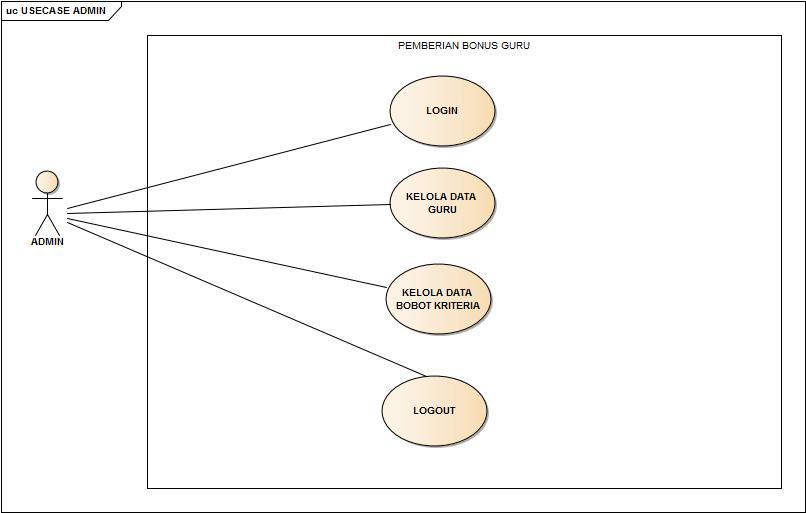 uc USECASE ADMIN
PEMBERIAN BONUS GURU
LOGIN
KELOLA DATA
GURU
ADMIN
KELOLA DATA
BOBOT KRITERIA
LOGOUT